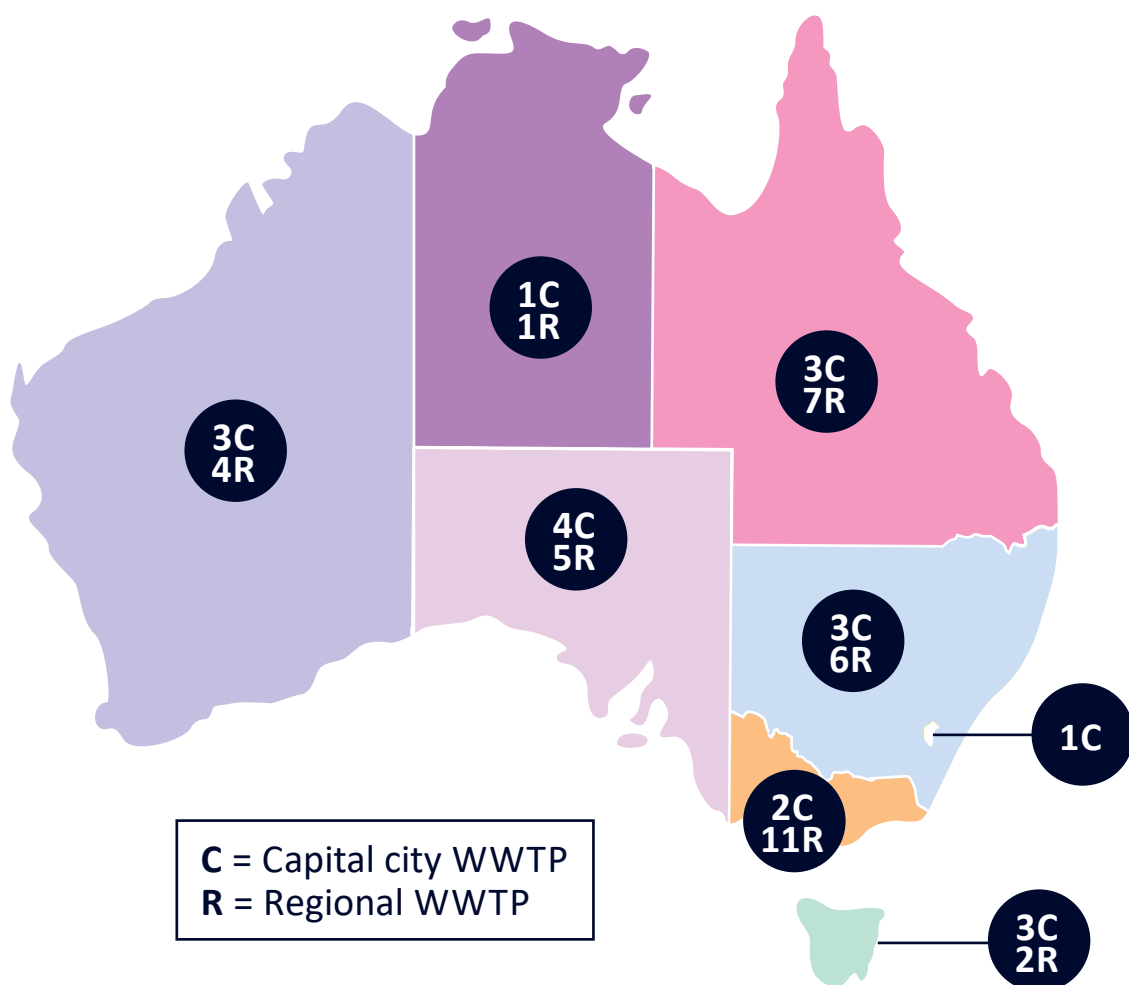 1C
1R
3C
7R
3C
4R
4C
5R
3C
6R
1C
2C
11R
C = Capital city WWTP
R = Regional WWTP
3C
2R